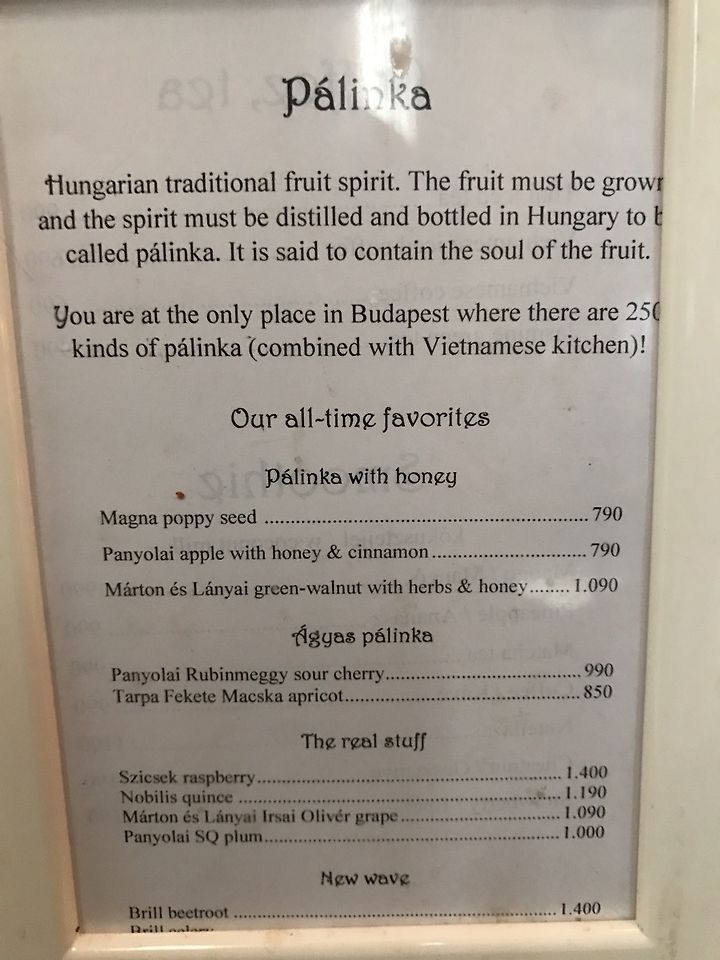 Pálinka
Hungarian traditional fruit spirit. The fruit must be grown
and the spirit must be distilled and bottled in Hungary to b
called pálinka. It is said to contain the soul of the fruit.
You are at the only place in Budapest where there are 250
kinds of pálinka (combined with Vietnamese kitchen)!
Our all-time favorites
Pálinka with honey
Magna poppy seed ........................................................................ 790
Panyolai apple with honey & cinnamon ................................... 790
Márton és Lányai green-walnut with herbs & honey ........ 1.090
Ágyas pálinka
Panyolai Rubinmeggy sour cherry ............................................ 990
Tarpa Fekete Macska apricot ...................................................... 850
The real stuff
Szicsek raspberry ...................................................................... 1.400
Nobilis quince .......................................................................... 1.190
Márton és Lányai Irsai Olivér grape ..................................... 1.090
Panyolai SQ plum ..................................................................... 1.000
New wave
Brill beetroot ............................................................................ 1.400